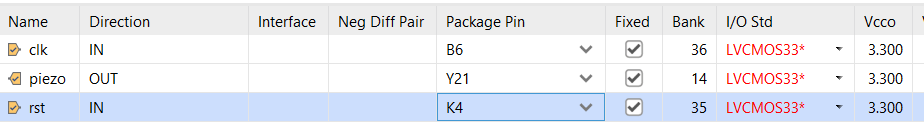 Name Direction Interface Neg Diff Pair Package Pin Fixed Bank I/O Std Vcco
clk IN B6 36 LVCMOS33* 3.300
piezo OUT Y21 14 LVCMOS33* 3.300
rst IN K4 35 LVCMOS33* 3.300